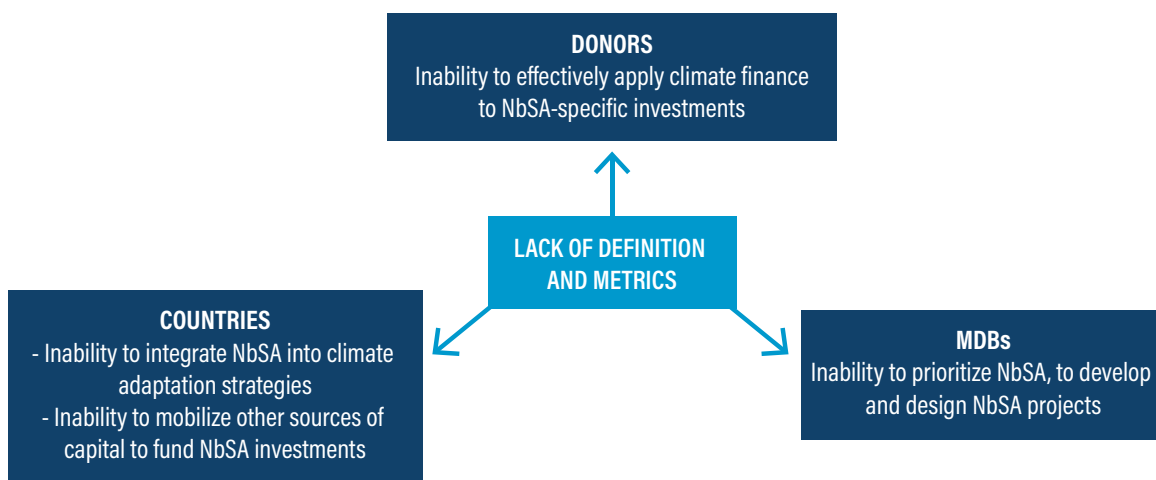 DONORS
Inability to effectively apply climate finance
to NbSA-specific investments
LACK OF DEFINITION
AND METRICS
COUNTRIES
- Inability to integrate NbSA into climate
adaptation strategies
- Inability to mobilize other sources of
capital to fund NbSA investments
MDBs
Inability to prioritize NbSA, to develop
and design NbSA projects